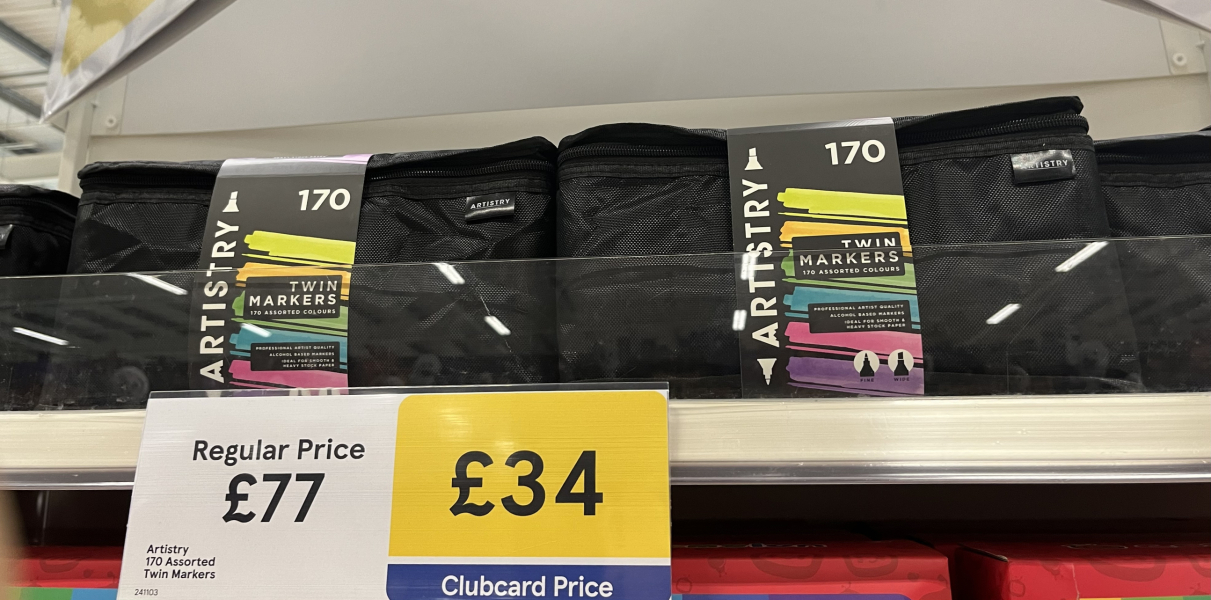 170
ARTISTRY
TWIN
MARKERS
170 ASSORTED COLOURS
PROFESSIONAL ARTIST QUALITY
ALCOHOL BASED MARKERS
IDEAL FOR SMOOTH &
HEAVY STOCK PAPER
ARTISTRY
170
ARTISTRY
TWIN
MARKERS
170 ASSORTED COLOURS
PROFESSIONAL ARTIST QUALITY
ALCOHOL BASED MARKERS
IDEAL FOR SMOOTH &
HEAVY STOCK PAPER
FINE WIDE
ARTISTRY
Regular Price
£77
Artistry
170 Assorted
Twin Markers
241103
£34
Clubcard Price